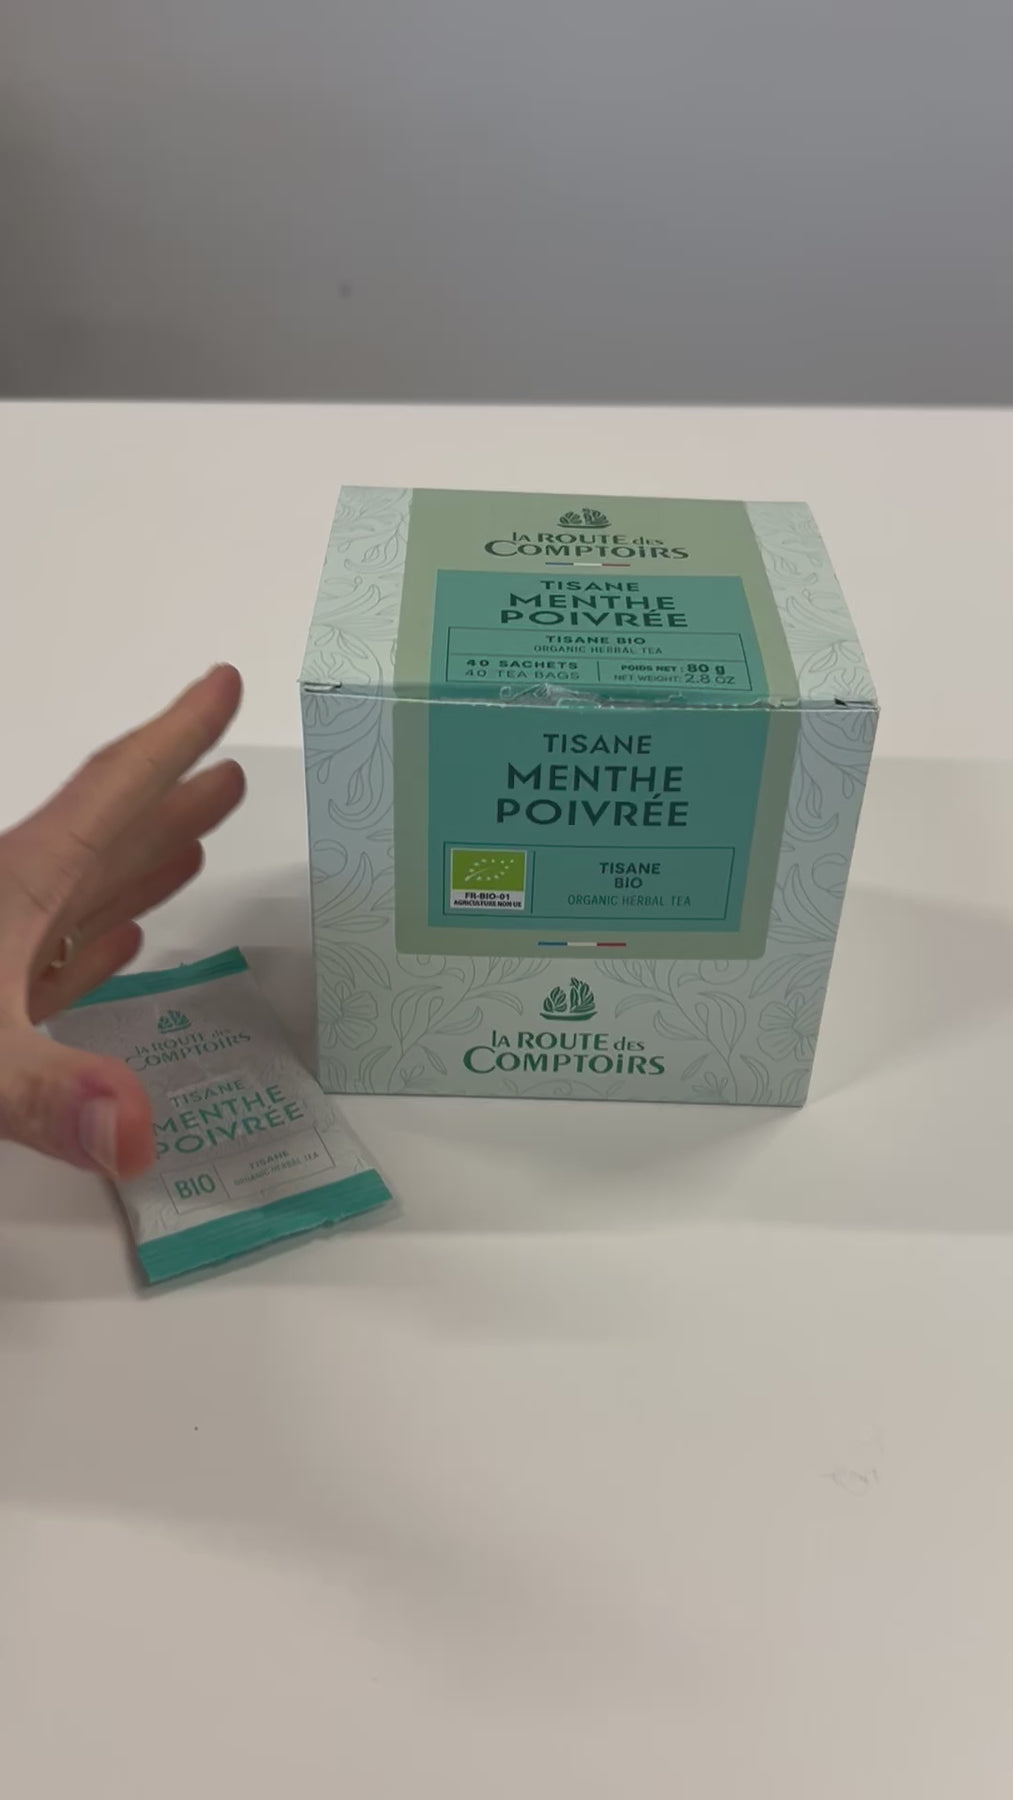 LA ROUTE des
COMPTOIRS
TISANE
MENTHE
POIVRÉE
TISANE BIO
ORGANIC HERBAL TEA
40 SACHETS
40 TEA BAGS
POIDS NET : 80 g
NET WEIGHT: 2.8 OZ
TISANE
MENTHE
POIVRÉE
FR-BIO-01
AGRICULTURE NON UE
TISANE
BIO
ORGANIC HERBAL TEA
LA ROUTE des
COMPTOIRS
LA ROUTE des
COMPTOIRS
TISANE
MENTHE
POIVRÉE
BIO
TISANE
ORGANIC HERBAL TEA